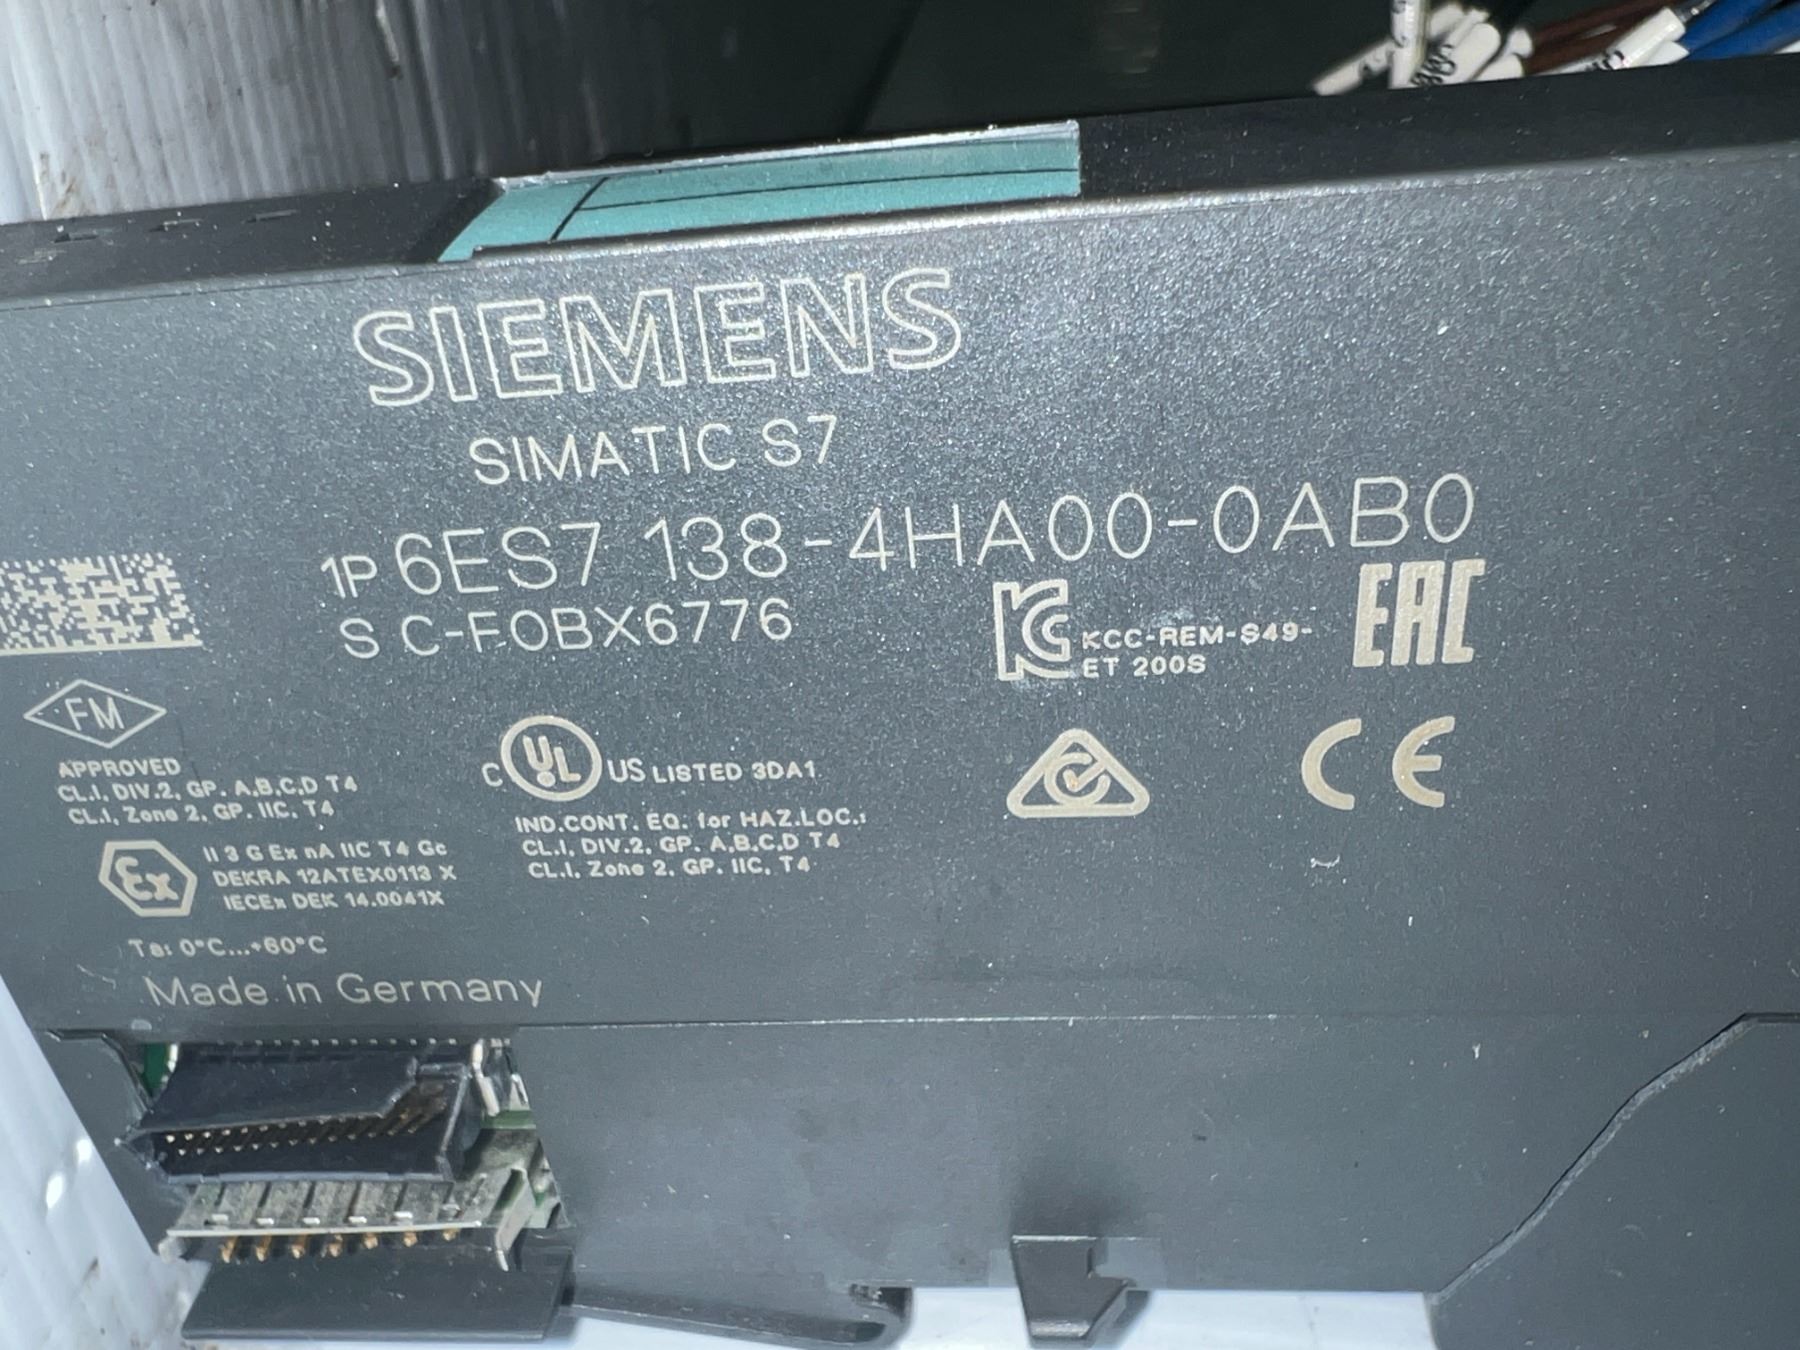 SIEMENS
SIMATIC S7
1P 6ES7 138-4HA00-0AB0
S C-F0BX6776
KCC-REM-S49-
ET 200S
EAC
FM
APPROVED
CL.I, DIV.2, GP. A,B,C,D T4
CL.I, Zone 2, GP. IIC, T4
C UL US LISTED 3DA1
IND.CONT. EQ. for HAZ.LOC.:
CL.I, DIV.2, GP. A,B,C,D T4
CL.I, Zone 2, GP. IIC, T4
CE
Ex
II 3 G Ex nA IIC T4 Gc
DEKRA 12ATEX0113 X
IECEx DEK 14.0041X
Ta: 0°C...+60°C
Made in Germany